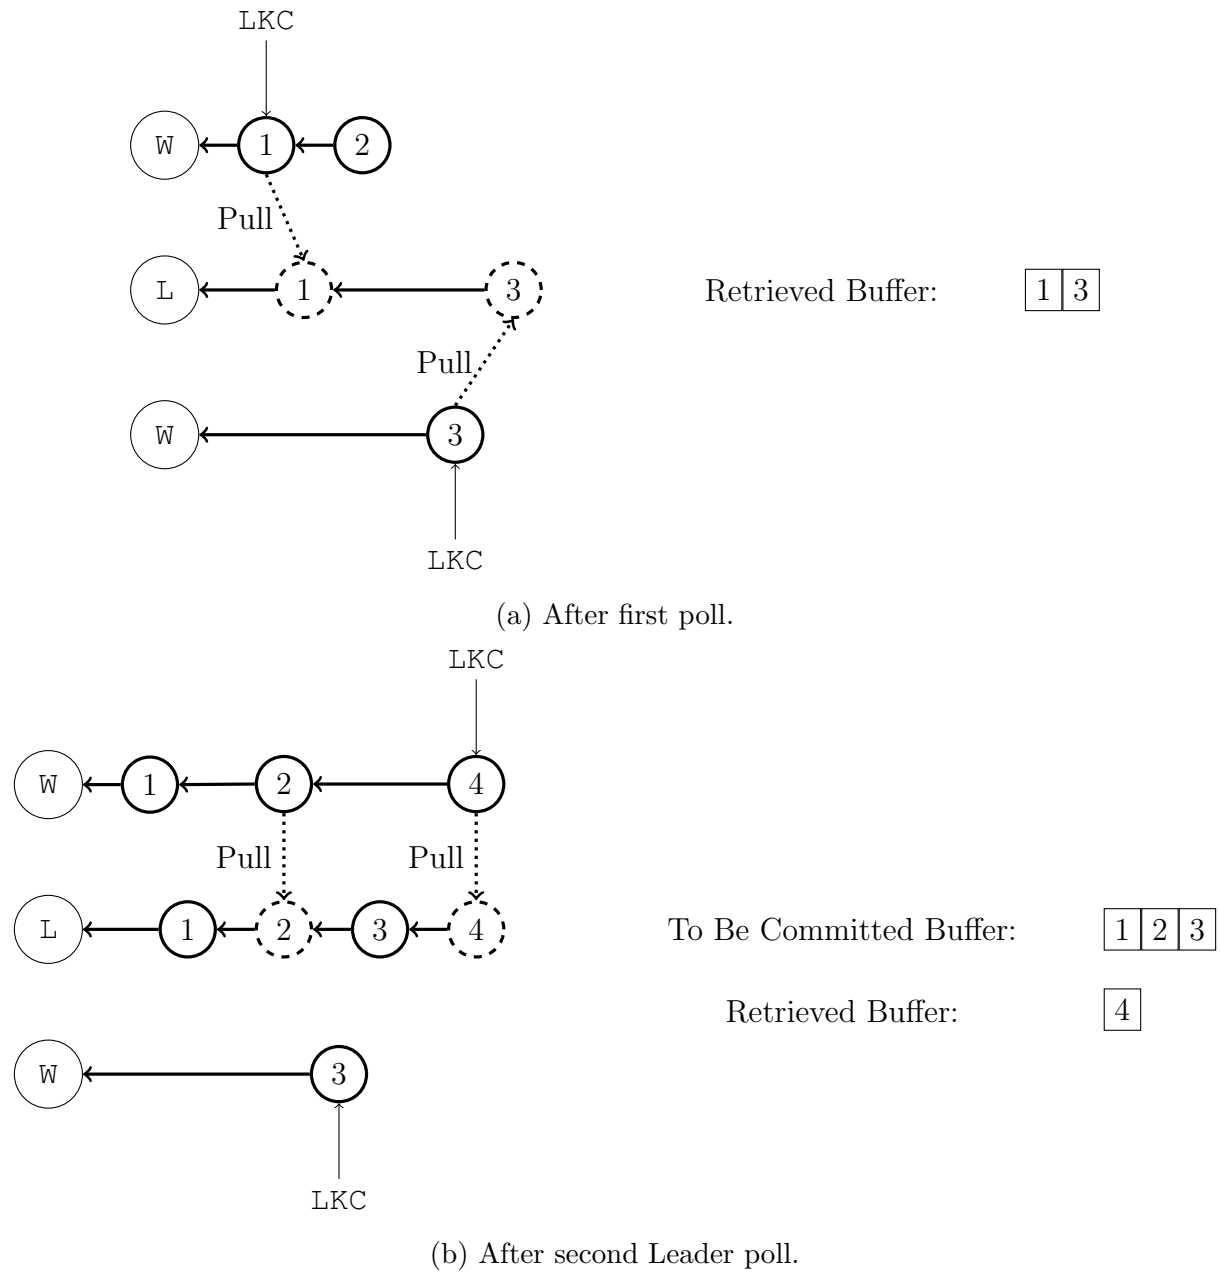 LKC
W 1 2
Pull
L 1 3 Retrieved Buffer: 1 3
Pull
W 3
LKC
(a) After first poll.
LKC
W 1 2 4
Pull Pull
L 1 2 3 4 To Be Committed Buffer: 1 2 3
Retrieved Buffer: 4
W 3
LKC
(b) After second Leader poll.